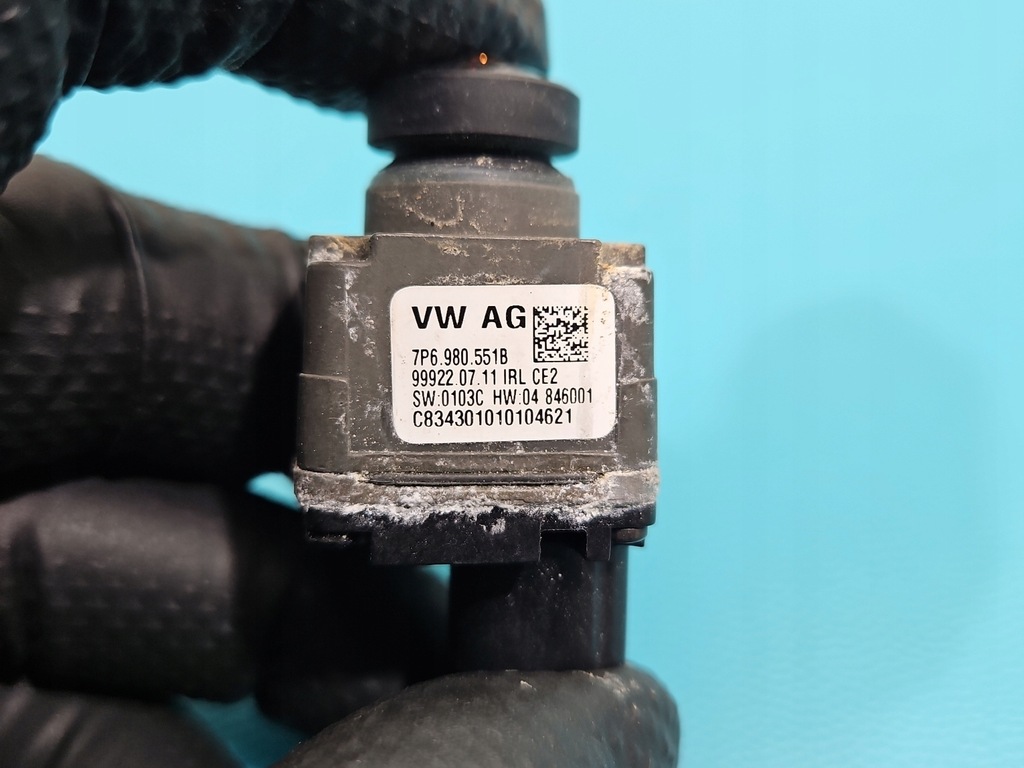 VW AG
7P6.980.551B
99922.07.11 IRL CE2
SW:0103C HW:04 846001
C834301010104621